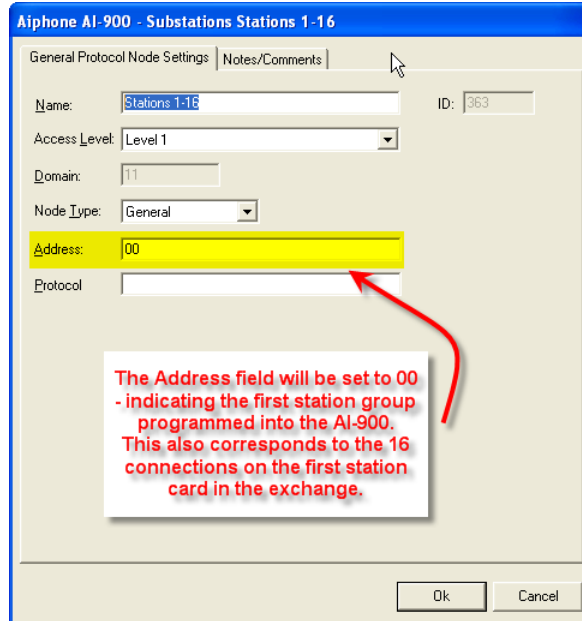 Aiphone AI-900 - Substations Stations 1-16
General Protocol Node Settings Notes/Comments
Name: Stations 1-16 ID: 363
Access Level: Level 1
Domain: 11
Node Type: General
Address: 00
Protocol
The Address field will be set to 00
- indicating the first station group
programmed into the AI-900.
This also corresponds to the 16
connections on the first station
card in the exchange.
Ok Cancel